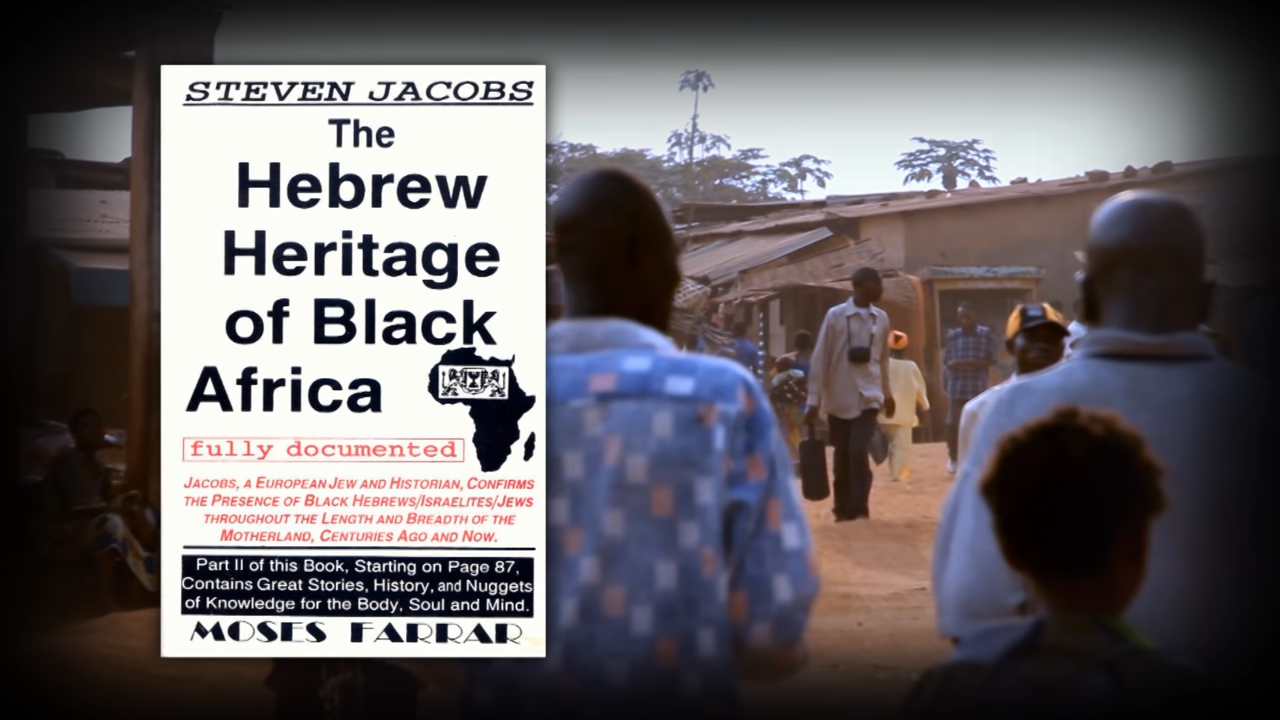 STEVEN JACOBS
The
Hebrew
Heritage
of Black
Africa
fully documented
JACOBS, A EUROPEAN JEW AND HISTORIAN, CONFIRMS
THE PRESENCE OF BLACK HEBREWS/ISRAELITES/JEWS
THROUGHOUT THE LENGTH AND BREADTH OF THE
MOTHERLAND, CENTURIES AGO AND NOW.
Part II of this Book, Starting on Page 87,
Contains Great Stories, History, and Nuggets
of Knowledge for the Body, Soul and Mind.
MOSES FARRAR